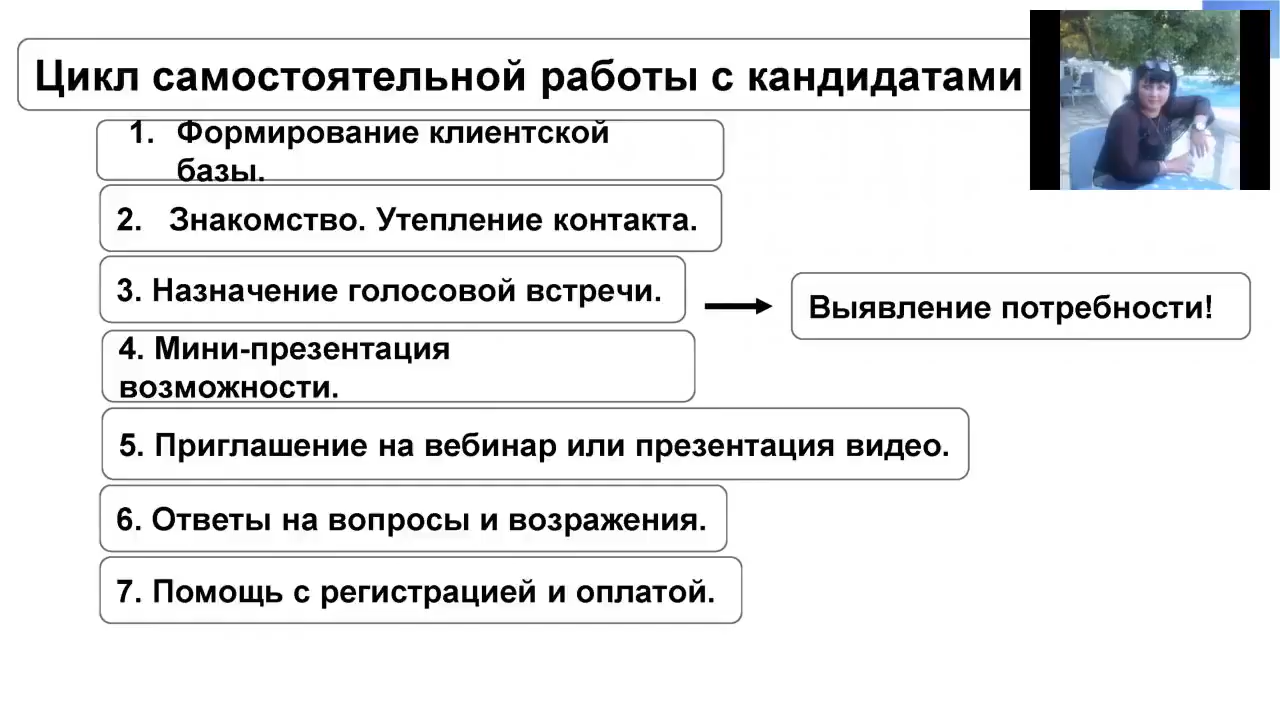 Цикл самостоятельной работы с кандидатами
1. Формирование клиентской
базы.
2. Знакомство. Утепление контакта.
3. Назначение голосовой встречи.
Выявление потребности!
4. Мини-презентация
возможности.
5. Приглашение на вебинар или презентация видео.
6. Ответы на вопросы и возражения.
7. Помощь с регистрацией и оплатой.